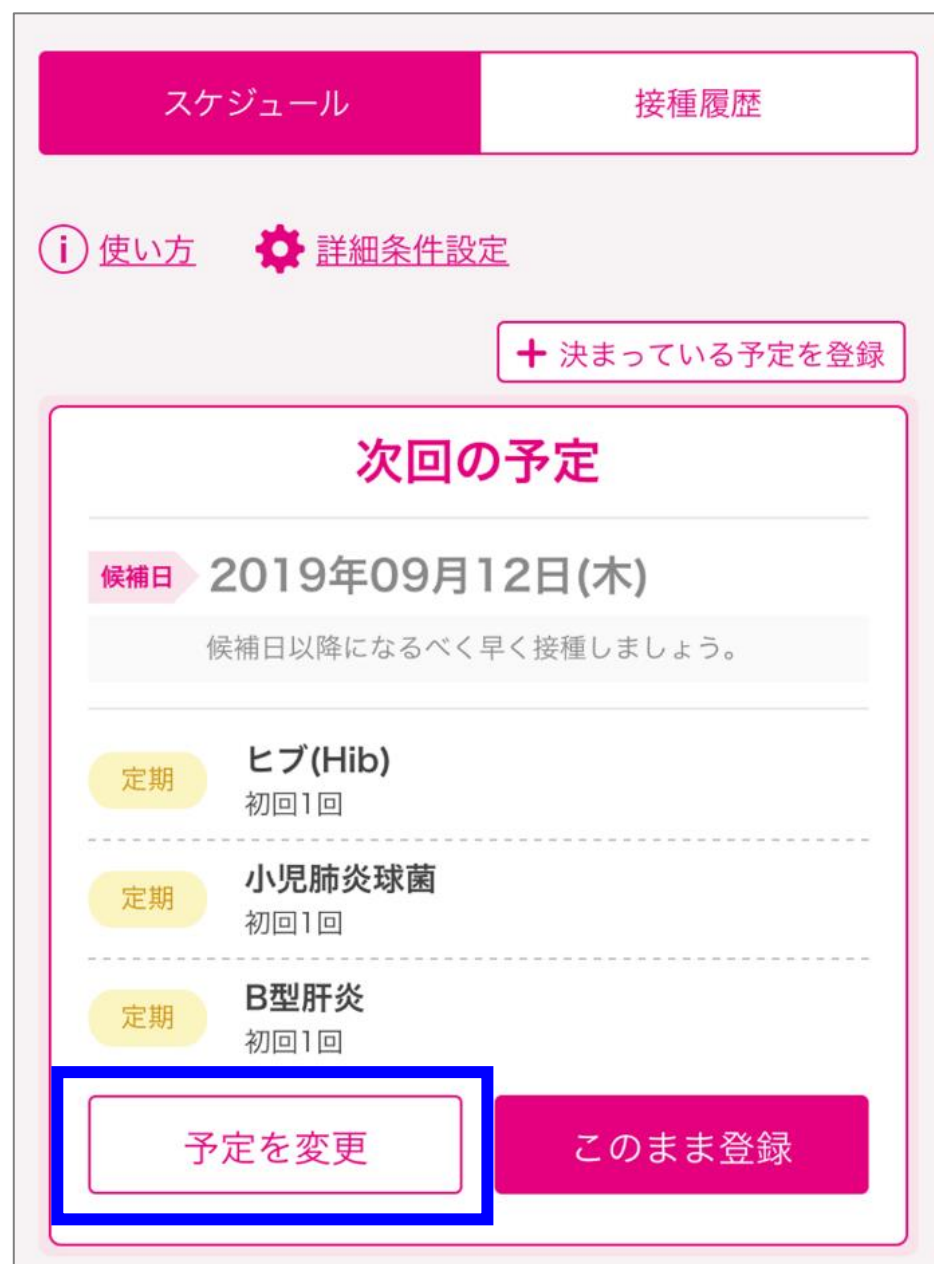 スケジュール
接種履歴
i 使い方
詳細条件設定
+ 決まっている予定を登録
次回の予定
候補日 2019年09月12日(木)
候補日以降になるべく早く接種しましょう。
定期 ヒブ(Hib)
初回1回
定期 小児肺炎球菌
初回1回
定期 B型肝炎
初回1回
予定を変更
このまま登録